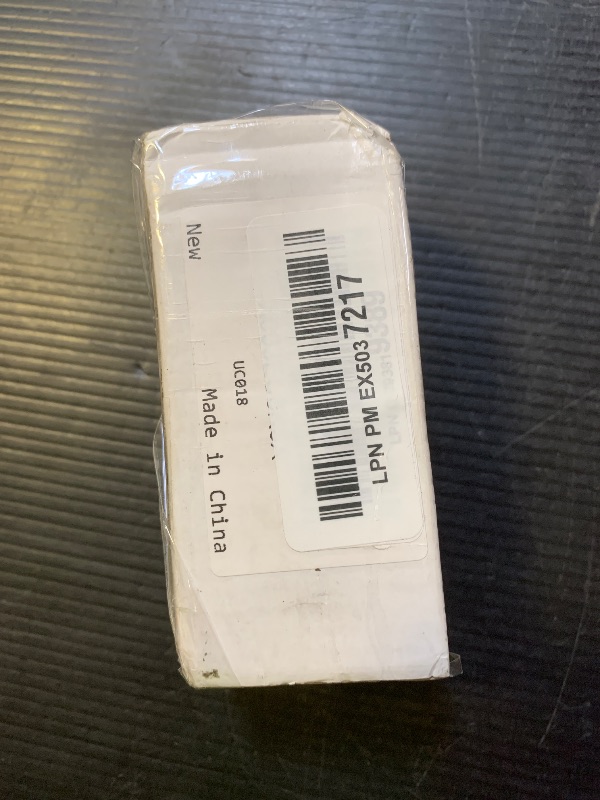 New
UC018
Made in China
LPN PM EX503 7217